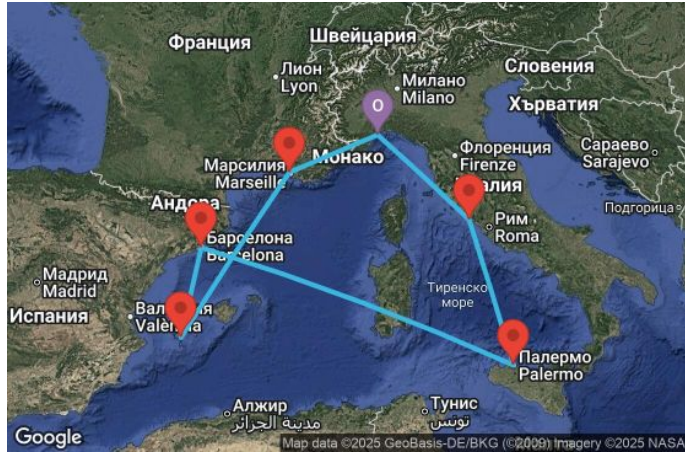 Швейцария
Франция
Лион
Lyon
Милано
Milano
Словения
Хърватия
O
Марсилия
Marseille
Монако
Флоренция
Firenze
Сараево
Sarajevo
Подгорица
Андора
Рим
Roma
Барселона
Barcelona
Мадрид
Madrid
Испания
València
Тиренско
море
Палермо
Palermo
Алжир
مدينة الجزائر
Тунис
تونس
Google
Map data ©2025 GeoBasis-DE/BKG (©2009) Imagery ©2025 NASA